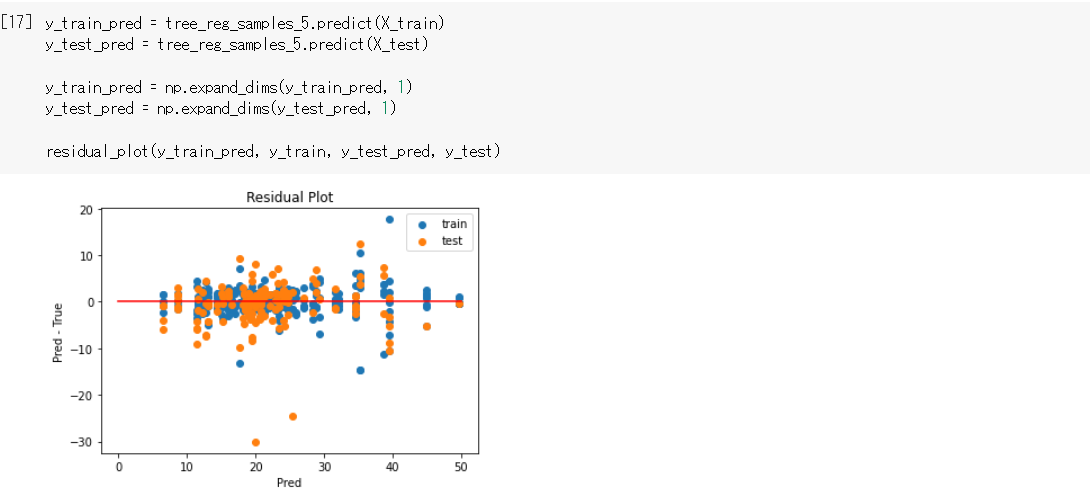 [17] y_train_pred = tree_reg_samples_5.predict(X_train)
y_test_pred = tree_reg_samples_5.predict(X_test)
y_train_pred = np.expand_dims(y_train_pred, 1)
y_test_pred = np.expand_dims(y_test_pred, 1)
residual_plot(y_train_pred, y_train, y_test_pred, y_test)
Residual Plot
train
test
20
10
0
−10
−20
−30
Pred - True
0 10 20 30 40 50
Pred